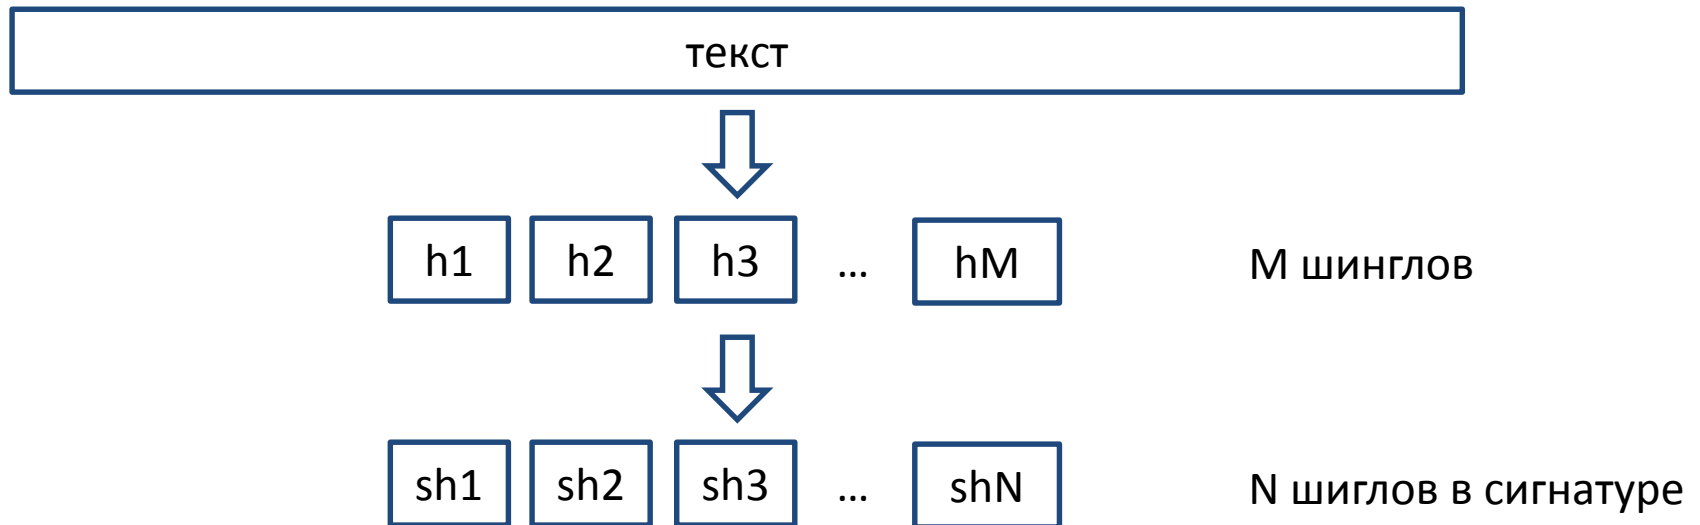 текст
h1 h2 h3 ... hM M шинглов
sh1 sh2 sh3 ... shN N шиглов в сигнатуре